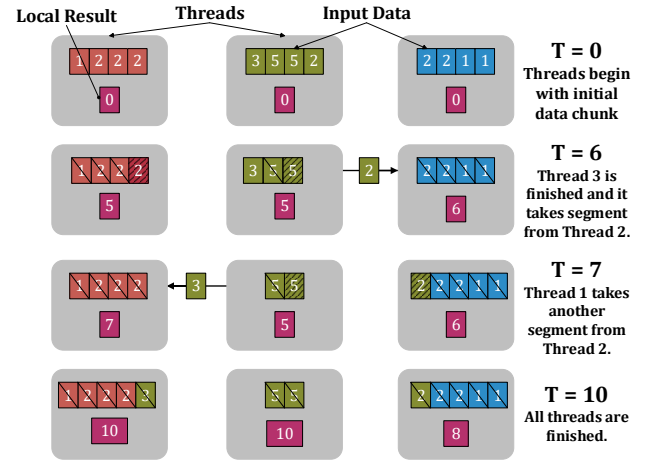 Local Result Threads Input Data
1 2 2 2 3 5 5 2 2 2 1 1
0 0 0
T = 0
Threads begin
with initial
data chunk
1 2 2 2 3 5 5 2 2 2 1 1
5 5 6
T = 6
Thread 3 is
finished and it
takes segment
from Thread 2.
1 2 2 2 3 5 5 2 2 2 1 1
7 5 6
T = 7
Thread 1 takes
another
segment from
Thread 2.
1 2 2 2 3 5 5 2 2 2 1 1
10 10 8
T = 10
All threads are
finished.